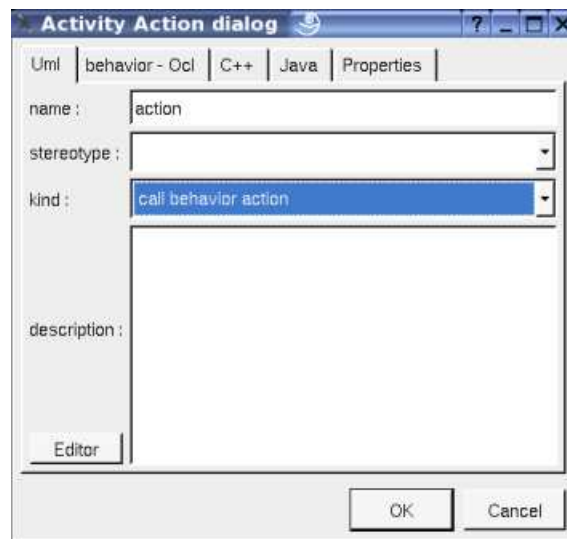 Activity Action dialog ? _ X
Uml behavior - Ocl C++ Java Properties
name : action
stereotype :
kind : call behavior action
description :
Editor
OK Cancel